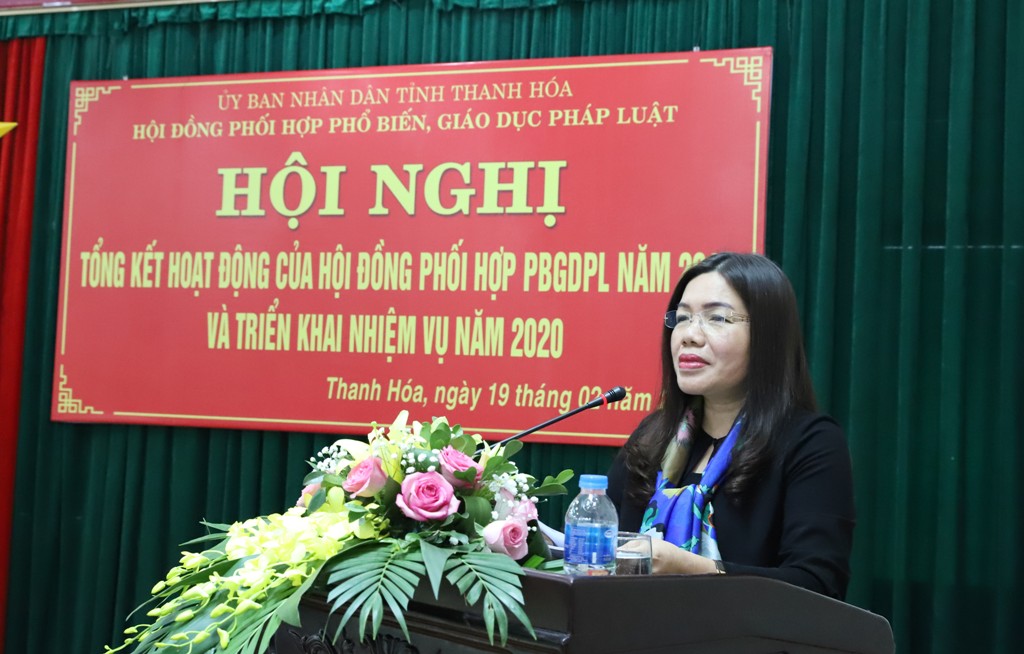 ỦY BAN NHÂN DÂN TỈNH THANH HÓA
HỘI ĐỒNG PHỐI HỢP PHỔ BIẾN, GIÁO DỤC PHÁP LUẬT
HỘI NGHỊ
TỔNG KẾT HOẠT ĐỘNG CỦA HỘI ĐỒNG PHỐI HỢP PBGDPL NĂM
VÀ TRIỂN KHAI NHIỆM VỤ NĂM 2020
Thanh Hóa, ngày 19 tháng 02 năm